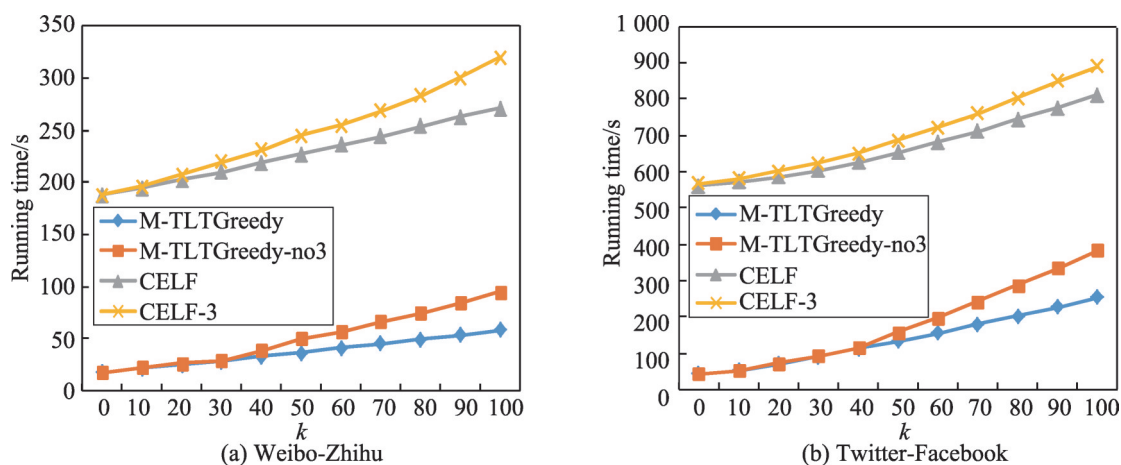 350
300
250
200
150
100
50
0
Running time/s
M-TLTGreedy
M-TLTGreedy-no3
CELF
CELF-3
0 10 20 30 40 50 60 70 80 90 100
k
(a) Weibo-Zhihu
1 000
900
800
700
600
500
400
300
200
100
0
Running time/s
M-TLTGreedy
M-TLTGreedy-no3
CELF
CELF-3
0 10 20 30 40 50 60 70 80 90 100
k
(b) Twitter-Facebook